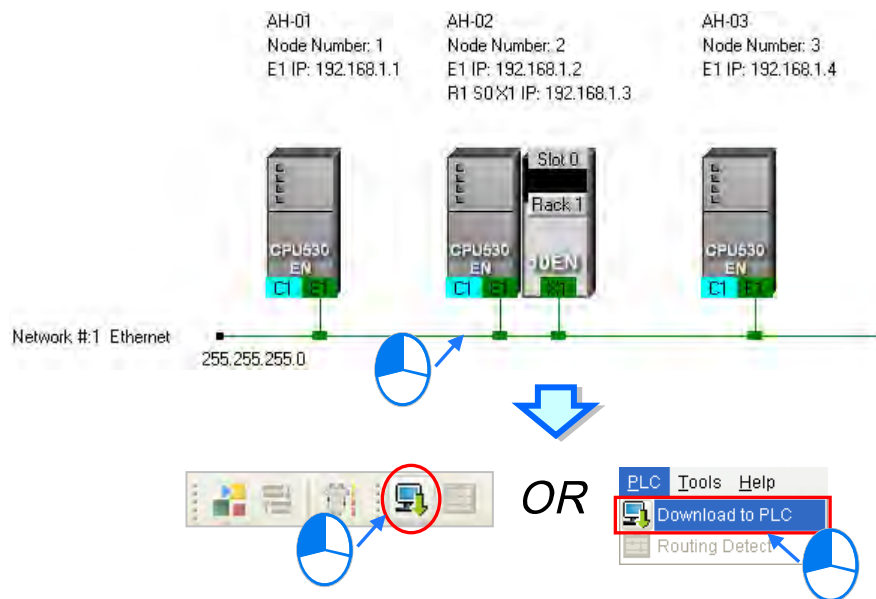 AH-01
Node Number: 1
E1 IP: 192.168.1.1
AH-02
Node Number: 2
E1 IP: 192.168.1.2
R1 S0 X1 IP: 192.168.1.3
AH-03
Node Number: 3
E1 IP: 192.168.1.4
CPU530
EN
C1 E1
CPU530
EN
C1 E1
Slot 0
Rack 1
10EN
X1
CPU530
EN
C1 E1
Network #:1 Ethernet
255.255.255.0
OR
PLC Tools Help
Download to PLC
Routing Detect